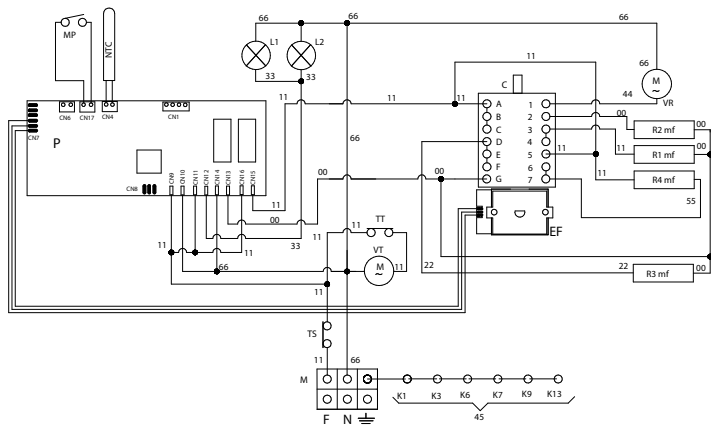 66
66
MP
NTC
L1
L2
11
66
M
~
33
33
C
44
VR
CN6
CN17
CN4
CN1
11
11
11
A
1
00
B
2
R2 mf
00
CN7
P
C
3
66
D
4
11
R1 mf
00
E
5
11
F
6
00
00
G
7
11
R4 mf
CN8
CN9
CN10
CN11
CN12
CN14
CN13
CN16
CN15
11
55
00
TT
11
11
33
EF
11
11
VT
66
M
~
11
22
22
R3 mf
00
11
TS
11
66
M
K1
K3
K6
K7
K9
K13
F
N
45